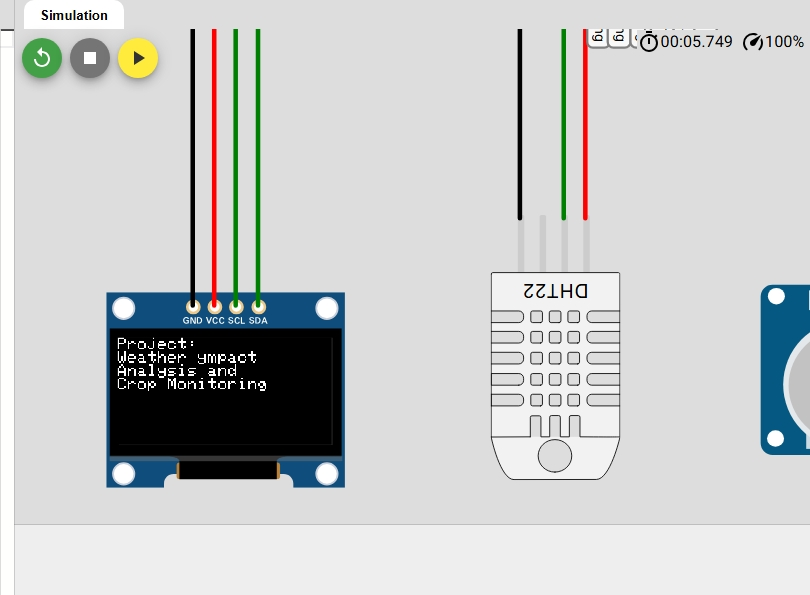 Simulation
00:05.749
100%
GND VCC SCL SDA
Project:
Weather ympact
Analysis and
Crop Monitoring
DHT22